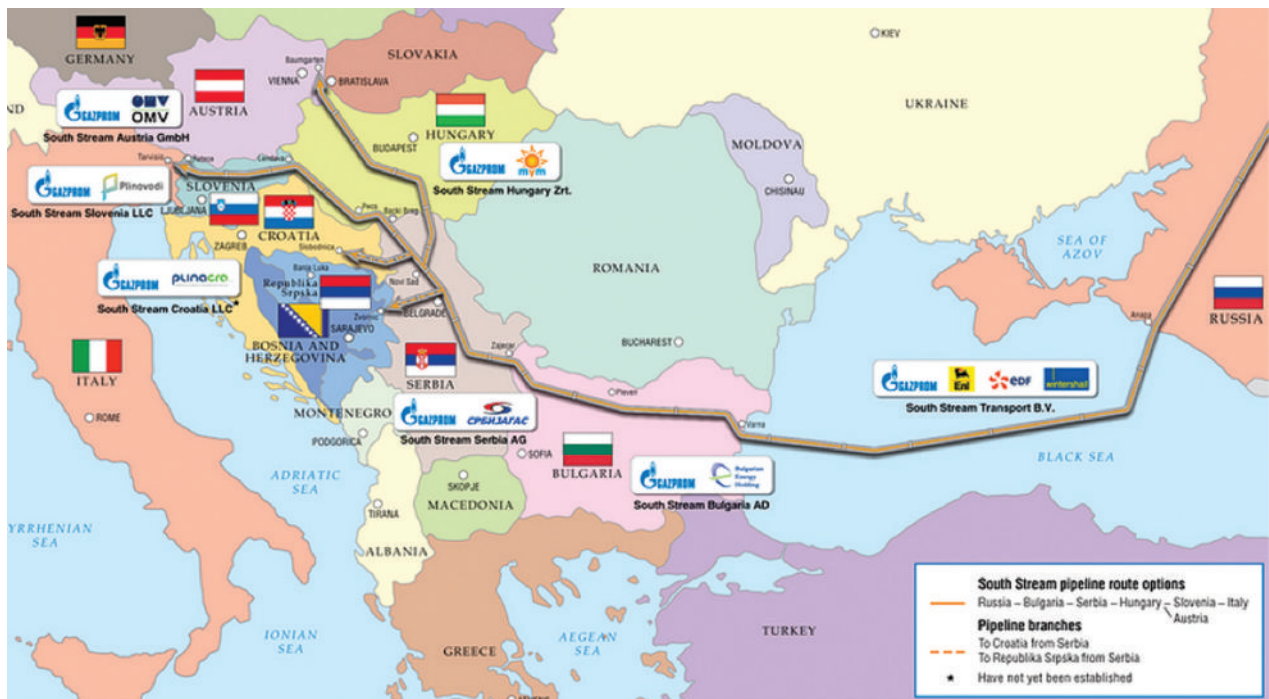 KIEV
SLOVAKIA
GERMANY
Baumgarten
VIENNA
BRATISLAVA
UKRAINE
GAZPROM
OMV
OMV
AUSTRIA
HUNGARY
South Stream Austria GmbH
BUDAPEST
MOLDOVA
GAZPROM
mvm
Tarvisio
Lendava
CHISINAU
GAZPROM
Plinovodi
SLOVENIA
South Stream Hungary Zrt.
LJUBLJANA
South Stream Slovenia LLC
Backi Breg
CROATIA
SEA OF
AZOV
ZAGREB
Slobodnica
ROMANIA
GAZPROM
PLINACRO
Banja Luka
Republika
Srpska
Novi Sad
South Stream Croatia LLC*
Zvornic
BELGRADE
Anapa
RUSSIA
SARAJEVO
BOSNIA AND
HERZEGOVINA
BUCHAREST
Zajecar
ITALY
SERBIA
GAZPROM
Eni
eDF
wintershall
Pleven
South Stream Transport B.V.
ROME
MONTENEGRO
GAZPROM
СРБИЈАГАС
Varna
PODGORICA
South Stream Serbia AG
SOFIA
BLACK SEA
ADRIATIC
SEA
BULGARIA
GAZPROM
Bulgarian
Energy
Holding
SKOPJE
MACEDONIA
South Stream Bulgaria AD
TIRANA
YRRHENIAN
SEA
ALBANIA
South Stream pipeline route options
Russia – Bulgaria – Serbia – Hungary – Slovenia – Italy
Austria
Pipeline branches
To Croatia from Serbia
To Republika Srpska from Serbia
* Have not yet been established
IONIAN
SEA
AEGEAN
SEA
TURKEY
GREECE